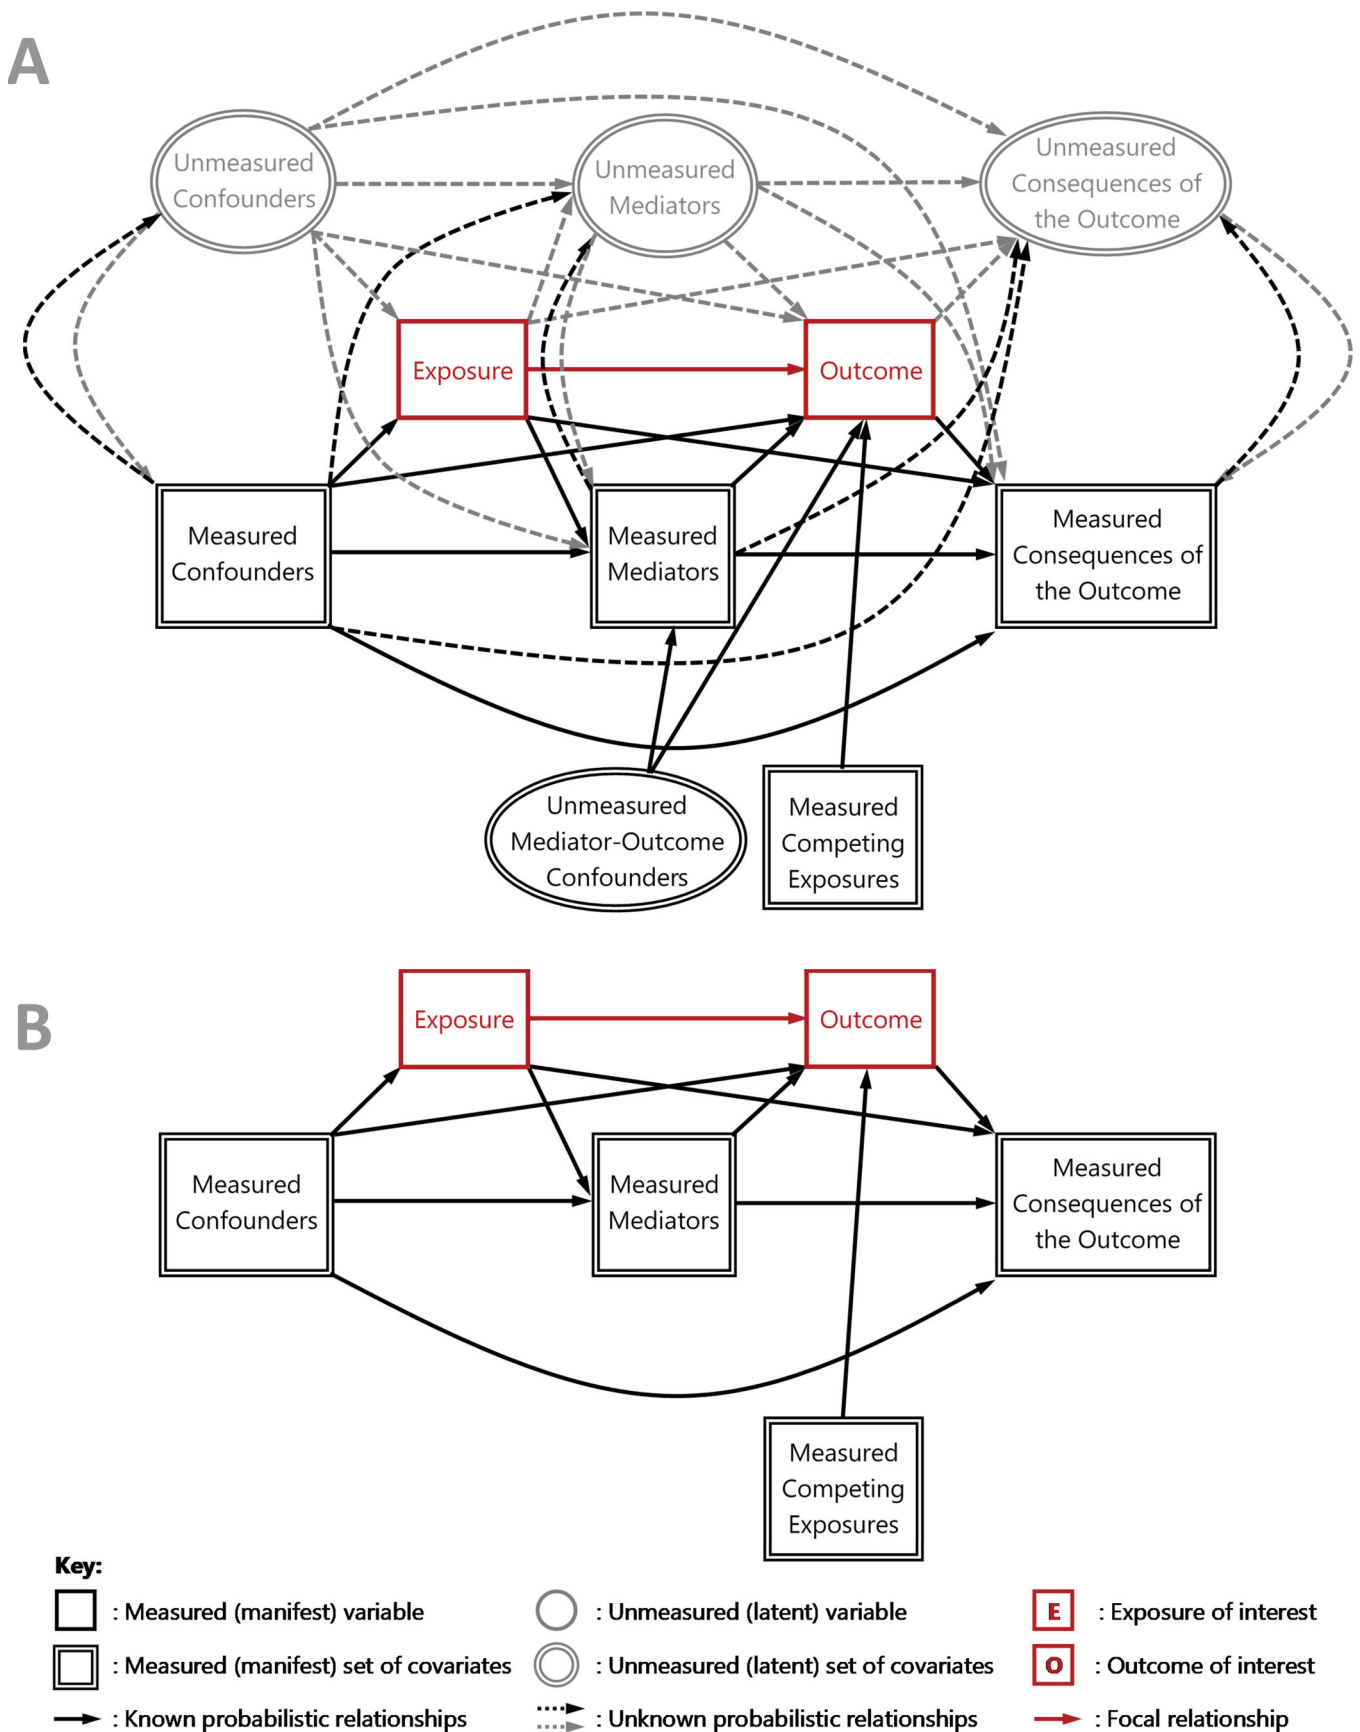 A
Unmeasured
Confounders
Unmeasured
Mediators
Unmeasured
Consequences of
the Outcome
Exposure
Outcome
Measured
Confounders
Measured
Mediators
Measured
Consequences of
the Outcome
Unmeasured
Mediator-Outcome
Confounders
Measured
Competing
Exposures
B
Exposure
Outcome
Measured
Confounders
Measured
Mediators
Measured
Consequences of
the Outcome
Measured
Competing
Exposures
Key:
: Measured (manifest) variable
: Unmeasured (latent) variable
E : Exposure of interest
: Measured (manifest) set of covariates
: Unmeasured (latent) set of covariates
O : Outcome of interest
: Known probabilistic relationships
: Unknown probabilistic relationships
: Focal relationship